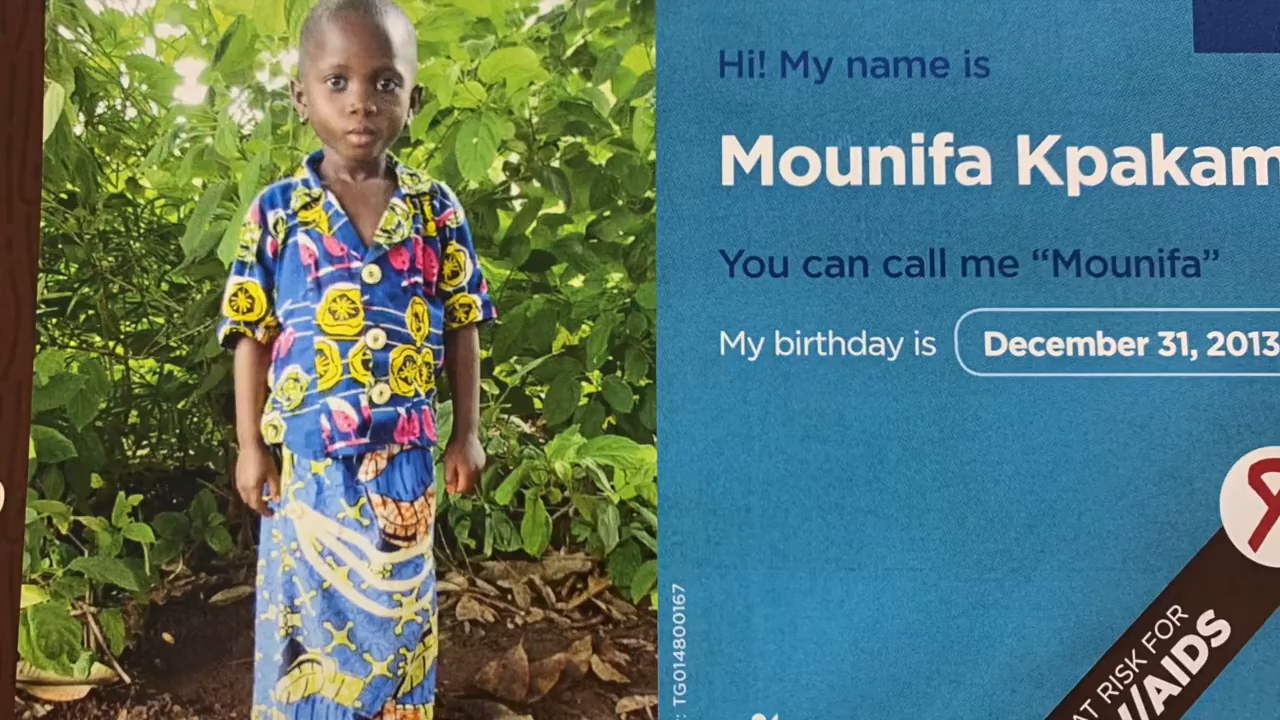 Hi! My name is
Mounifa Kpakam
You can call me “Mounifa”
My birthday is December 31, 2013
TG014800167
AT RISK FOR
/AIDS